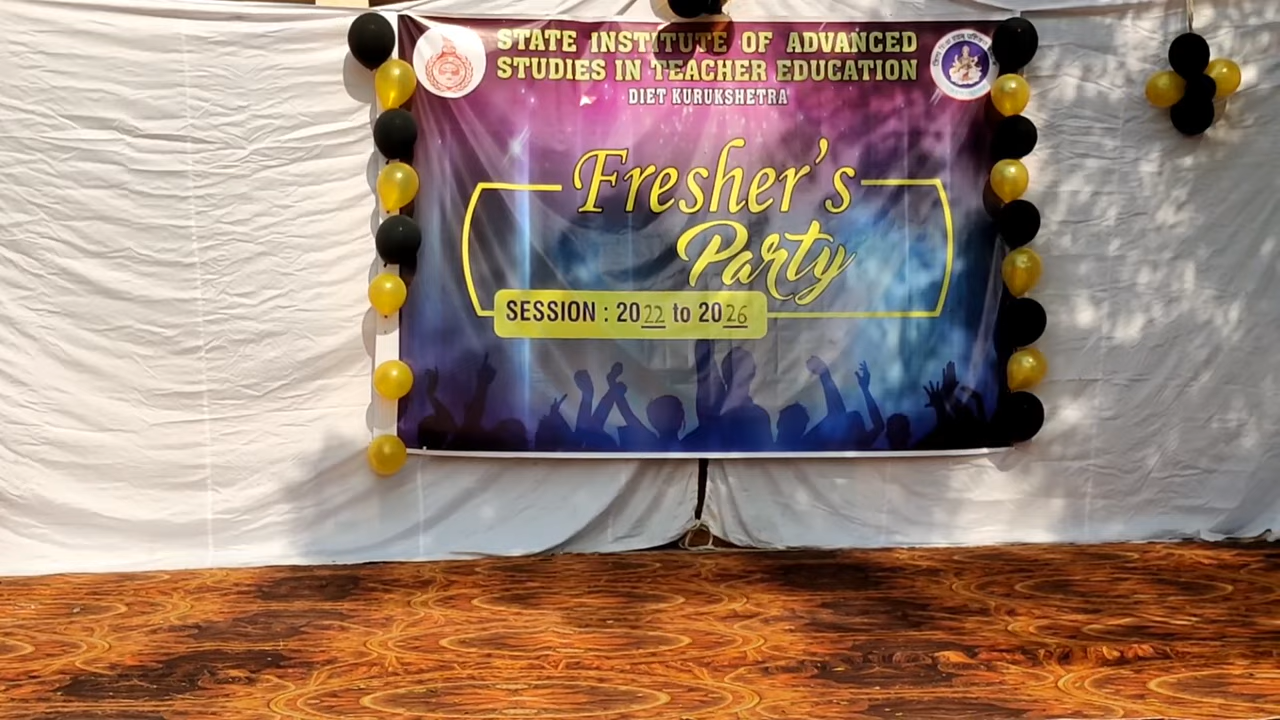 STATE INSTITUTE OF ADVANCED
STUDIES IN TEACHER EDUCATION
DIET KURUKSHETRA
Fresher's
Party
SESSION : 2022 to 2026